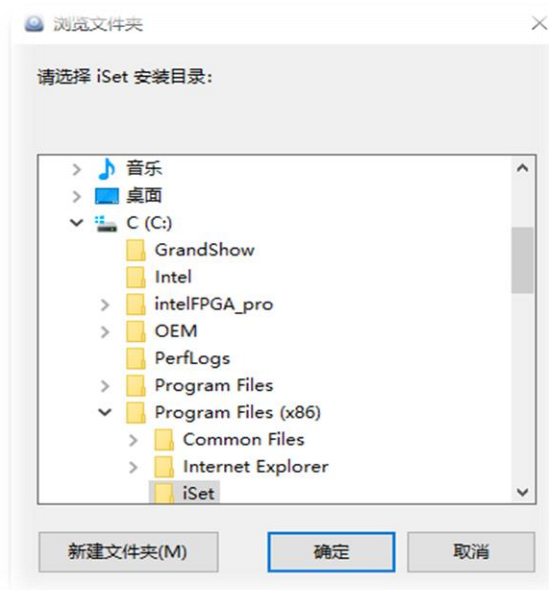 浏览文件夹
请选择 iSet 安装目录:
音乐
桌面
C (C:)
GrandShow
Intel
intelFPGA_pro
OEM
PerfLogs
Program Files
Program Files (x86)
Common Files
Internet Explorer
iSet
新建文件夹(M) 确定 取消